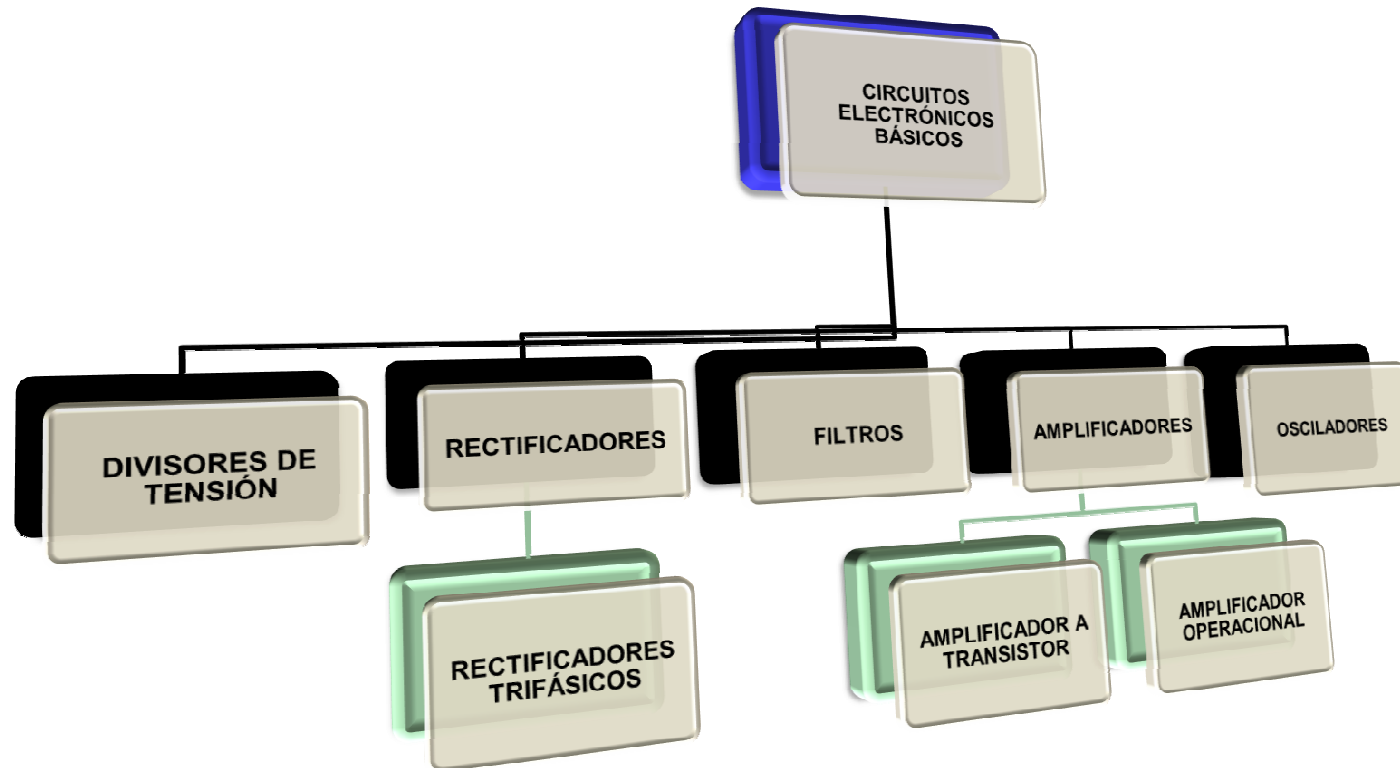 CIRCUITOS
ELECTRÓNICOS
BÁSICOS
DIVISORES DE
TENSIÓN
RECTIFICADORES
FILTROS
AMPLIFICADORES
OSCILADORES
RECTIFICADORES
TRIFÁSICOS
AMPLIFICADOR A
TRANSISTOR
AMPLIFICADOR
OPERACIONAL